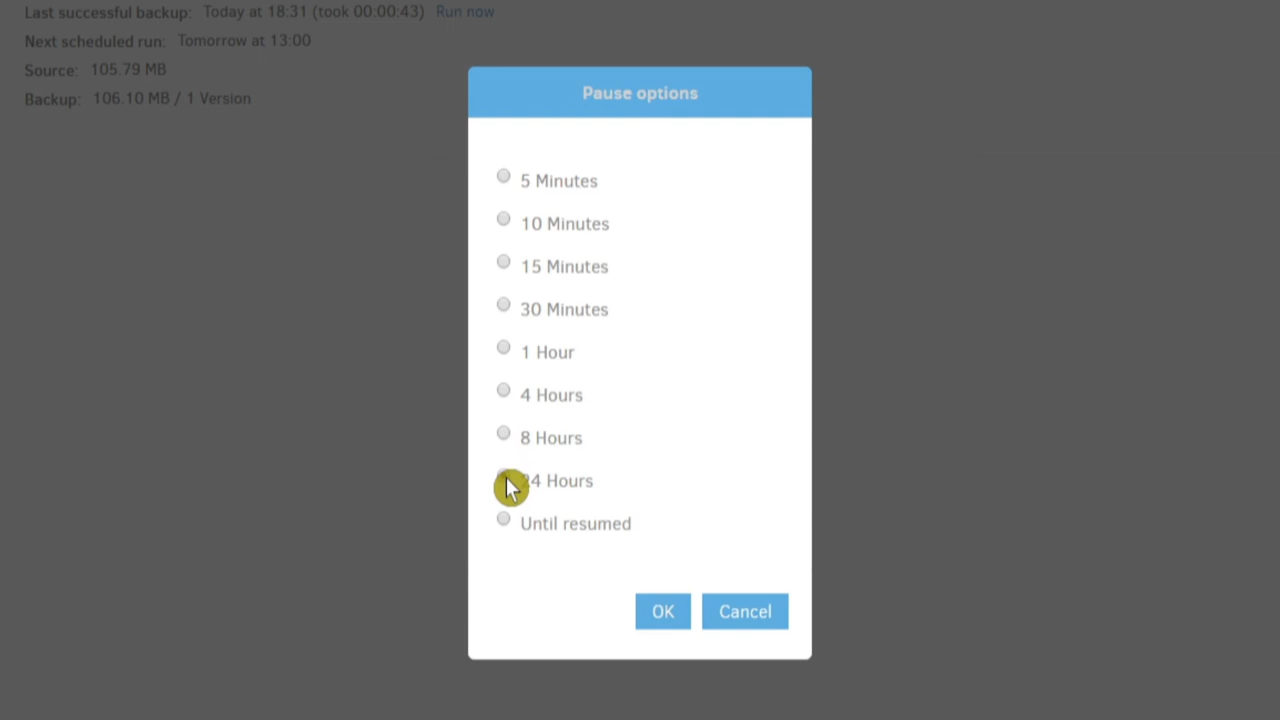 Last successful backup: Today at 18:31 (took 00:00:43) Run now
Next scheduled run: Tomorrow at 13:00
Source: 105.79 MB
Backup: 106.10 MB / 1 Version
Pause options
5 Minutes
10 Minutes
15 Minutes
30 Minutes
1 Hour
4 Hours
8 Hours
24 Hours
Until resumed
OK Cancel